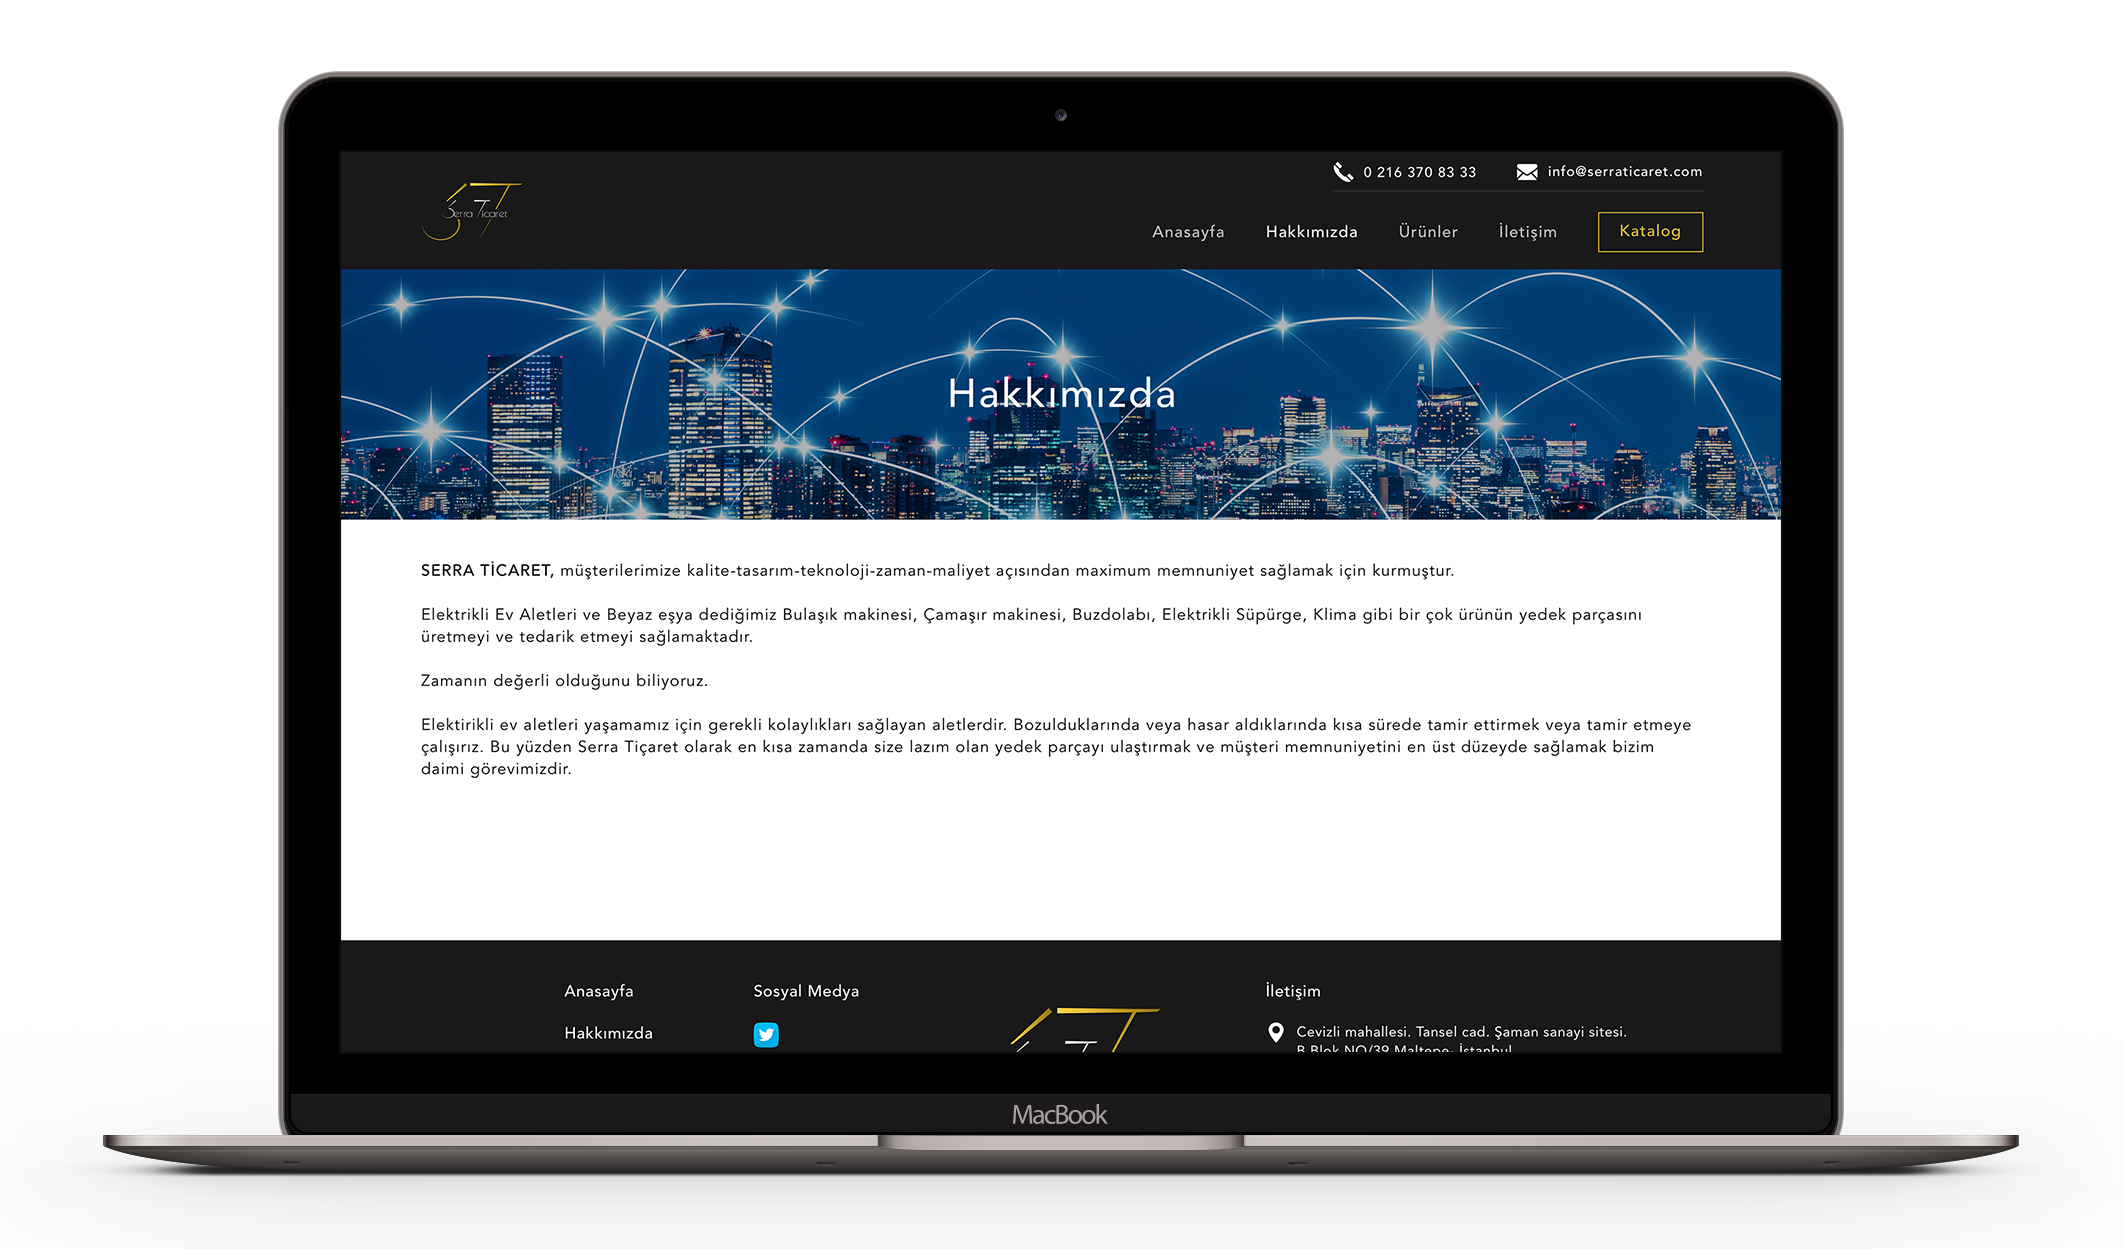 0 216 370 83 33
info@serraticaret.com
Serra Ticaret
Anasayfa
Hakkımızda
Ürünler
İletişim
Katalog
Hakkımızda
SERRA TİCARET, müşterilerimize kalite-tasarım-teknoloji-zaman-maliyet açısından maximum memnuniyet sağlamak için kurmuştur.
Elektrikli Ev Aletleri ve Beyaz eşya dediğimiz Bulaşık makinesi, Çamaşır makinesi, Buzdolabı, Elektrikli Süpürge, Klima gibi bir çok ürünün yedek parçasını
üretmeyi ve tedarik etmeyi sağlamaktadır.
Zamanın değerli olduğunu biliyoruz.
Elektirikli ev aletleri yaşamamız için gerekli kolaylıkları sağlayan aletlerdir. Bozulduklarında veya hasar aldıklarında kısa sürede tamir ettirmek veya tamir etmeye
çalışırız. Bu yüzden Serra Tiçaret olarak en kısa zamanda size lazım olan yedek parçayı ulaştırmak ve müşteri memnuniyetini en üst düzeyde sağlamak bizim
daimi görevimizdir.
Anasayfa
Hakkımızda
Sosyal Medya
İletişim
Cevizli mahallesi. Tansel cad. Şaman sanayi sitesi.
B Blok NO/39 Maltepe- İstanbul
MacBook